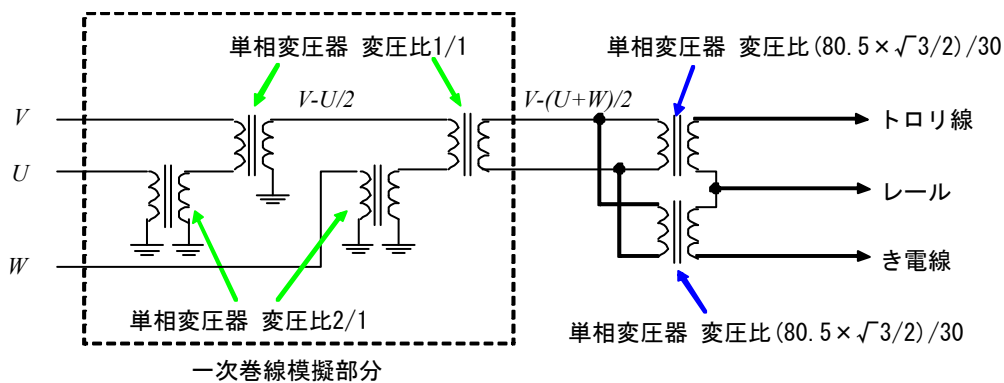 単相変圧器 変圧比1/1
単相変圧器 変圧比(80.5×√3/2)/30
V
V-U/2
V-(U+W)/2
トロリ線
U
レール
W
き電線
単相変圧器 変圧比2/1
単相変圧器 変圧比(80.5×√3/2)/30
一次巻線模擬部分